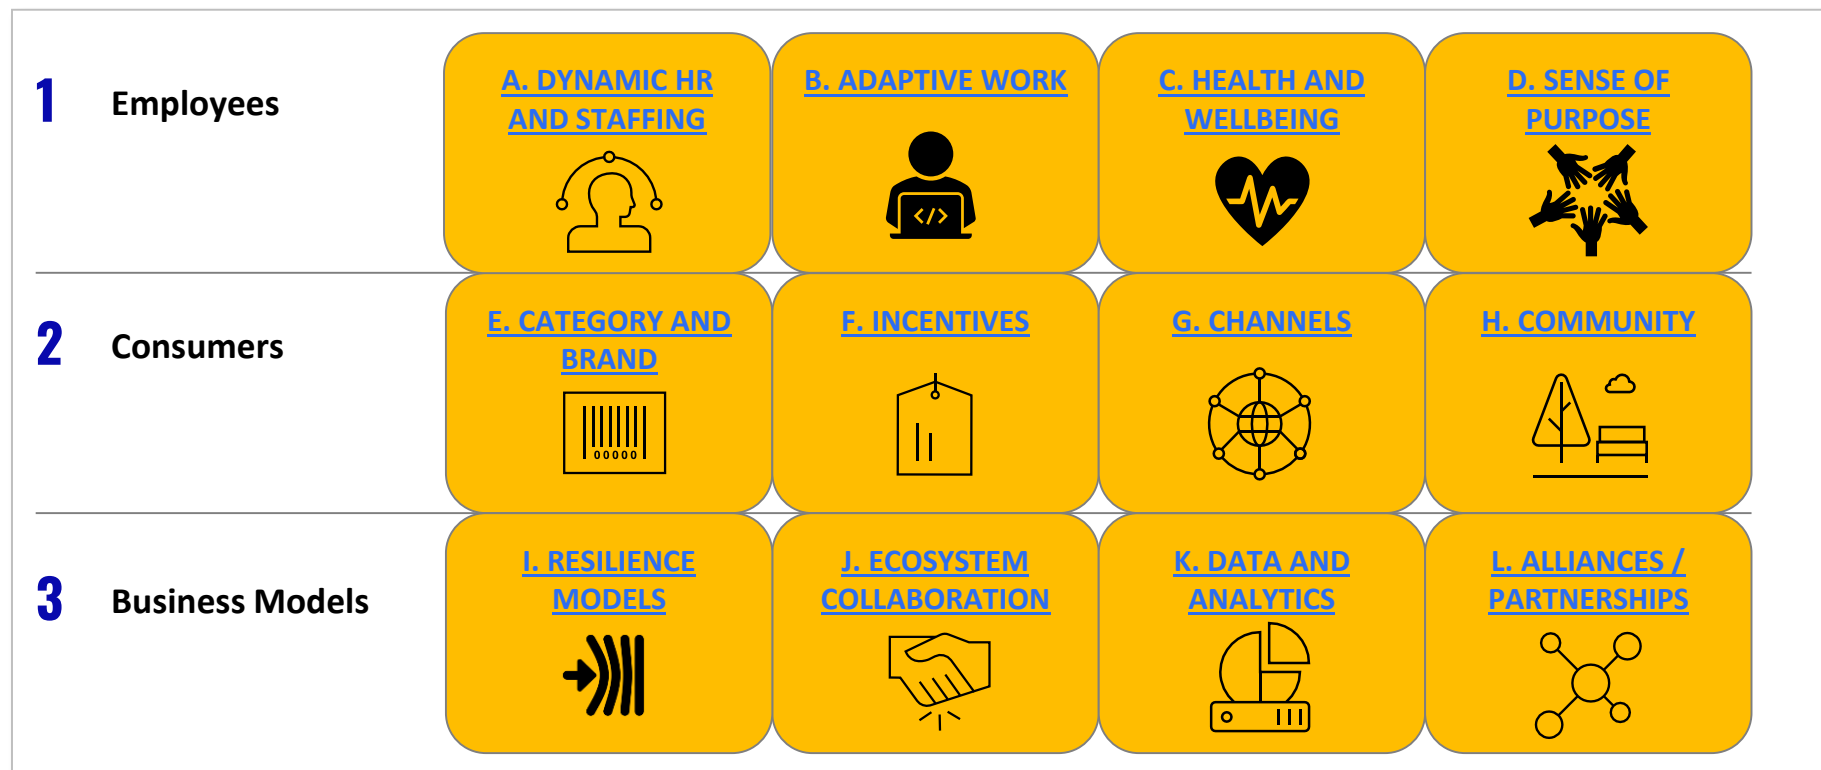 1 Employees
A. DYNAMIC HR
AND STAFFING
B. ADAPTIVE WORK
</>
C. HEALTH AND
WELLBEING
D. SENSE OF
PURPOSE
2 Consumers
E. CATEGORY AND
BRAND
00000
F. INCENTIVES
G. CHANNELS
H. COMMUNITY
3 Business Models
I. RESILIENCE
MODELS
J. ECOSYSTEM
COLLABORATION
K. DATA AND
ANALYTICS
L. ALLIANCES /
PARTNERSHIPS